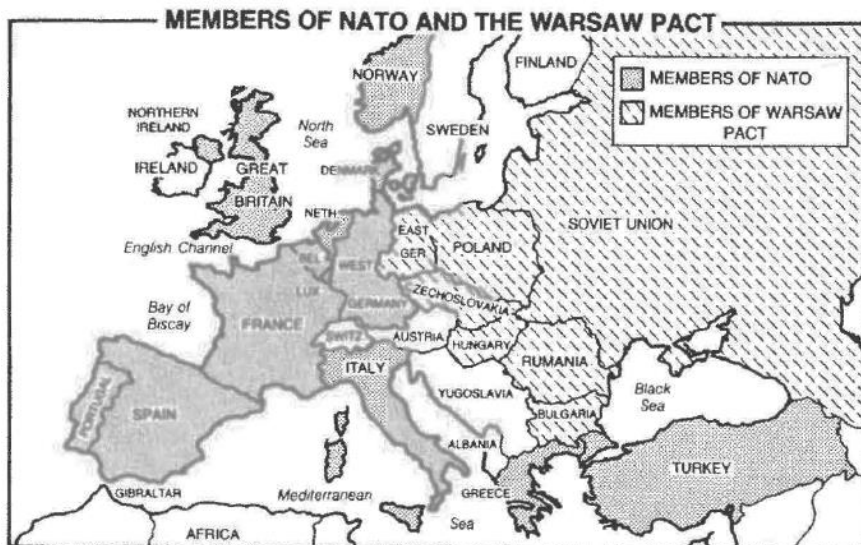 MEMBERS OF NATO AND THE WARSAW PACT
MEMBERS OF NATO
MEMBERS OF WARSAW
PACT
NORWAY
FINLAND
SWEDEN
NORTHERN
IRELAND
IRELAND
North
Sea
GREAT
BRITAIN
DENMARK
NETH
English Channel
BEL
LUX
WEST
GERMANY
EAST
GER
POLAND
SOVIET UNION
ZECHOSLOVAKIA
Bay of
Biscay
FRANCE
SWITZ
AUSTRIA
HUNGARY
RUMANIA
ITALY
YUGOSLAVIA
BULGARIA
Black
Sea
PORTUGAL
SPAIN
ALBANIA
GREECE
TURKEY
GIBRALTAR
Mediterranean
Sea
AFRICA